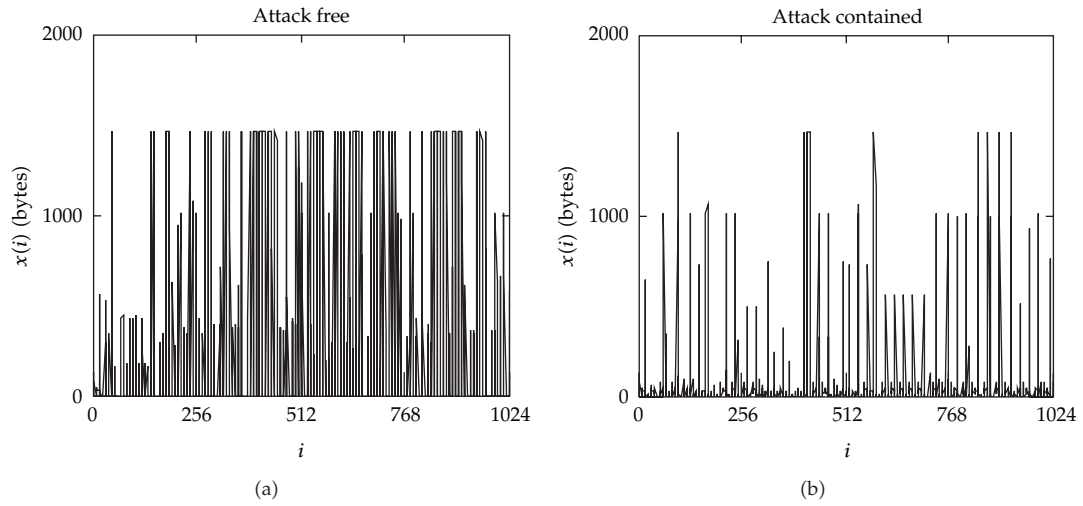 Attack free
2000
1000
0
x(i) (bytes)
0 256 512 768 1024
i
(a)
Attack contained
2000
1000
0
x(i) (bytes)
0 256 512 768 1024
i
(b)